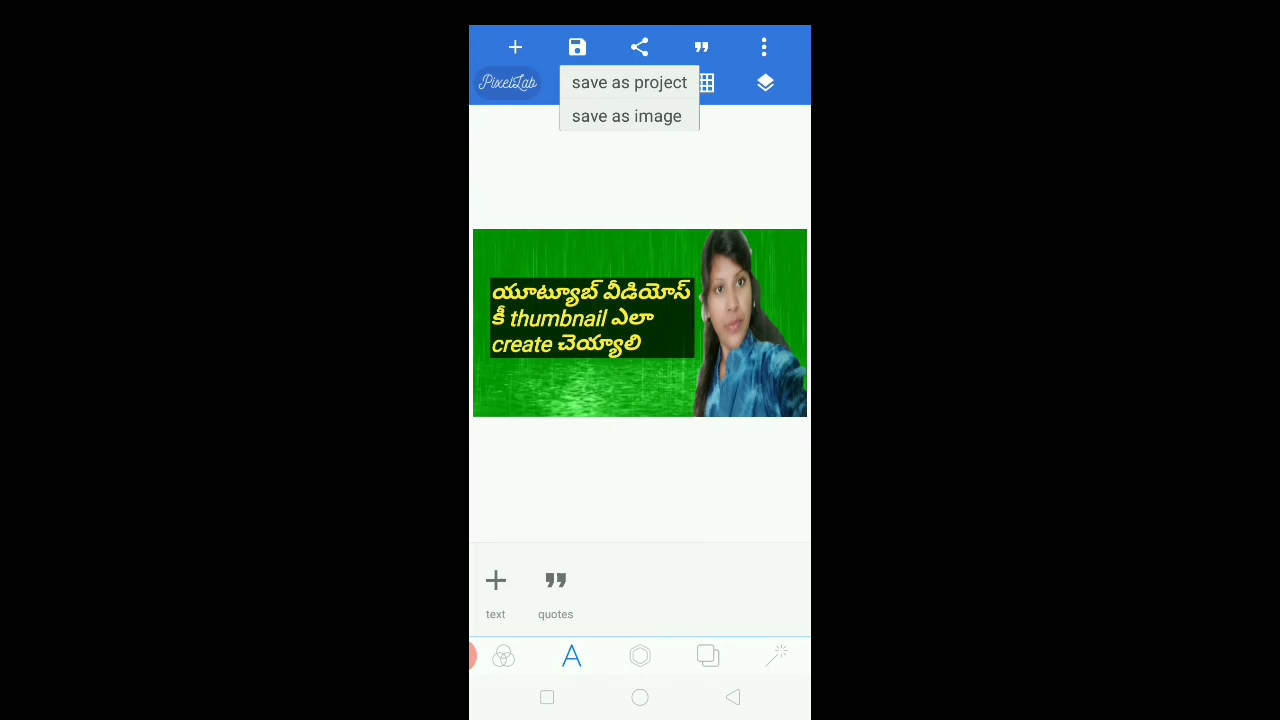 PixelLab
save as project
save as image
యూట్యూబ్ వీడియోస్
కీ thumbnail ఎలా
create చెయ్యాలి
text
quotes